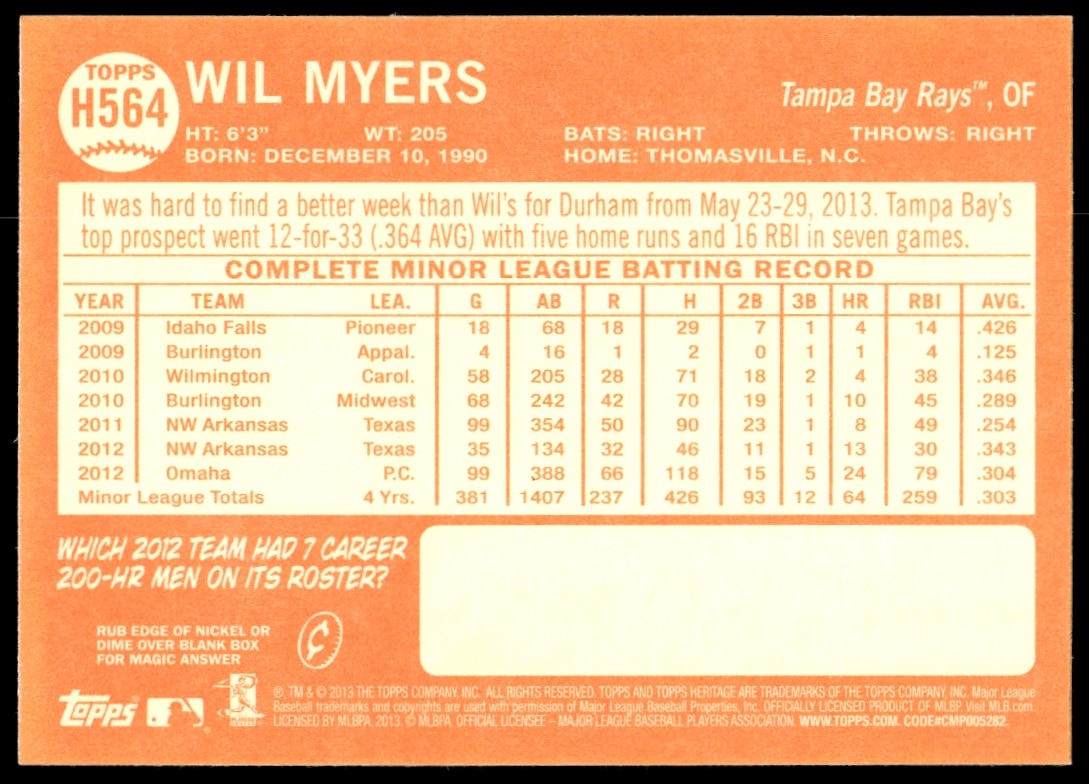 TOPPS
H564
WIL MYERS
Tampa Bay Rays™, OF
HT: 6'3" WT: 205 BATS: RIGHT THROWS: RIGHT
BORN: DECEMBER 10, 1990 HOME: THOMASVILLE, N.C.
It was hard to find a better week than Wil's for Durham from May 23-29, 2013. Tampa Bay's
top prospect went 12-for-33 (.364 AVG) with five home runs and 16 RBI in seven games.
COMPLETE MINOR LEAGUE BATTING RECORD
YEAR TEAM LEA. G AB R H 2B 3B HR RBI AVG.
2009 Idaho Falls Pioneer 18 68 18 29 7 1 4 14 .426
2009 Burlington Appal. 4 16 1 2 0 1 1 4 .125
2010 Wilmington Carol. 58 205 28 71 18 2 4 38 .346
2010 Burlington Midwest 68 242 42 70 19 1 10 45 .289
2011 NW Arkansas Texas 99 354 50 90 23 1 8 49 .254
2012 NW Arkansas Texas 35 134 32 46 11 1 13 30 .343
2012 Omaha P.C. 99 388 66 118 15 5 24 79 .304
Minor League Totals 4 Yrs. 381 1407 237 426 93 12 64 259 .303
WHICH 2012 TEAM HAD 7 CAREER
200-HR MEN ON ITS ROSTER?
RUB EDGE OF NICKEL OR
DIME OVER BLANK BOX
FOR MAGIC ANSWER
¢
Topps
®, TM & © 2013 THE TOPPS COMPANY, INC. ALL RIGHTS RESERVED. TOPPS AND TOPPS HERITAGE ARE TRADEMARKS OF THE TOPPS COMPANY, INC. Major League
Baseball trademarks and copyrights are used with permission of Major League Baseball Properties, Inc. OFFICIALLY LICENSED PRODUCT OF MLBP. Visit MLB.com.
LICENSED BY MLBPA, 2013. © MLBPA. OFFICIAL LICENSEE – MAJOR LEAGUE BASEBALL PLAYERS ASSOCIATION. WWW.TOPPS.COM. CODE#CMP005282.